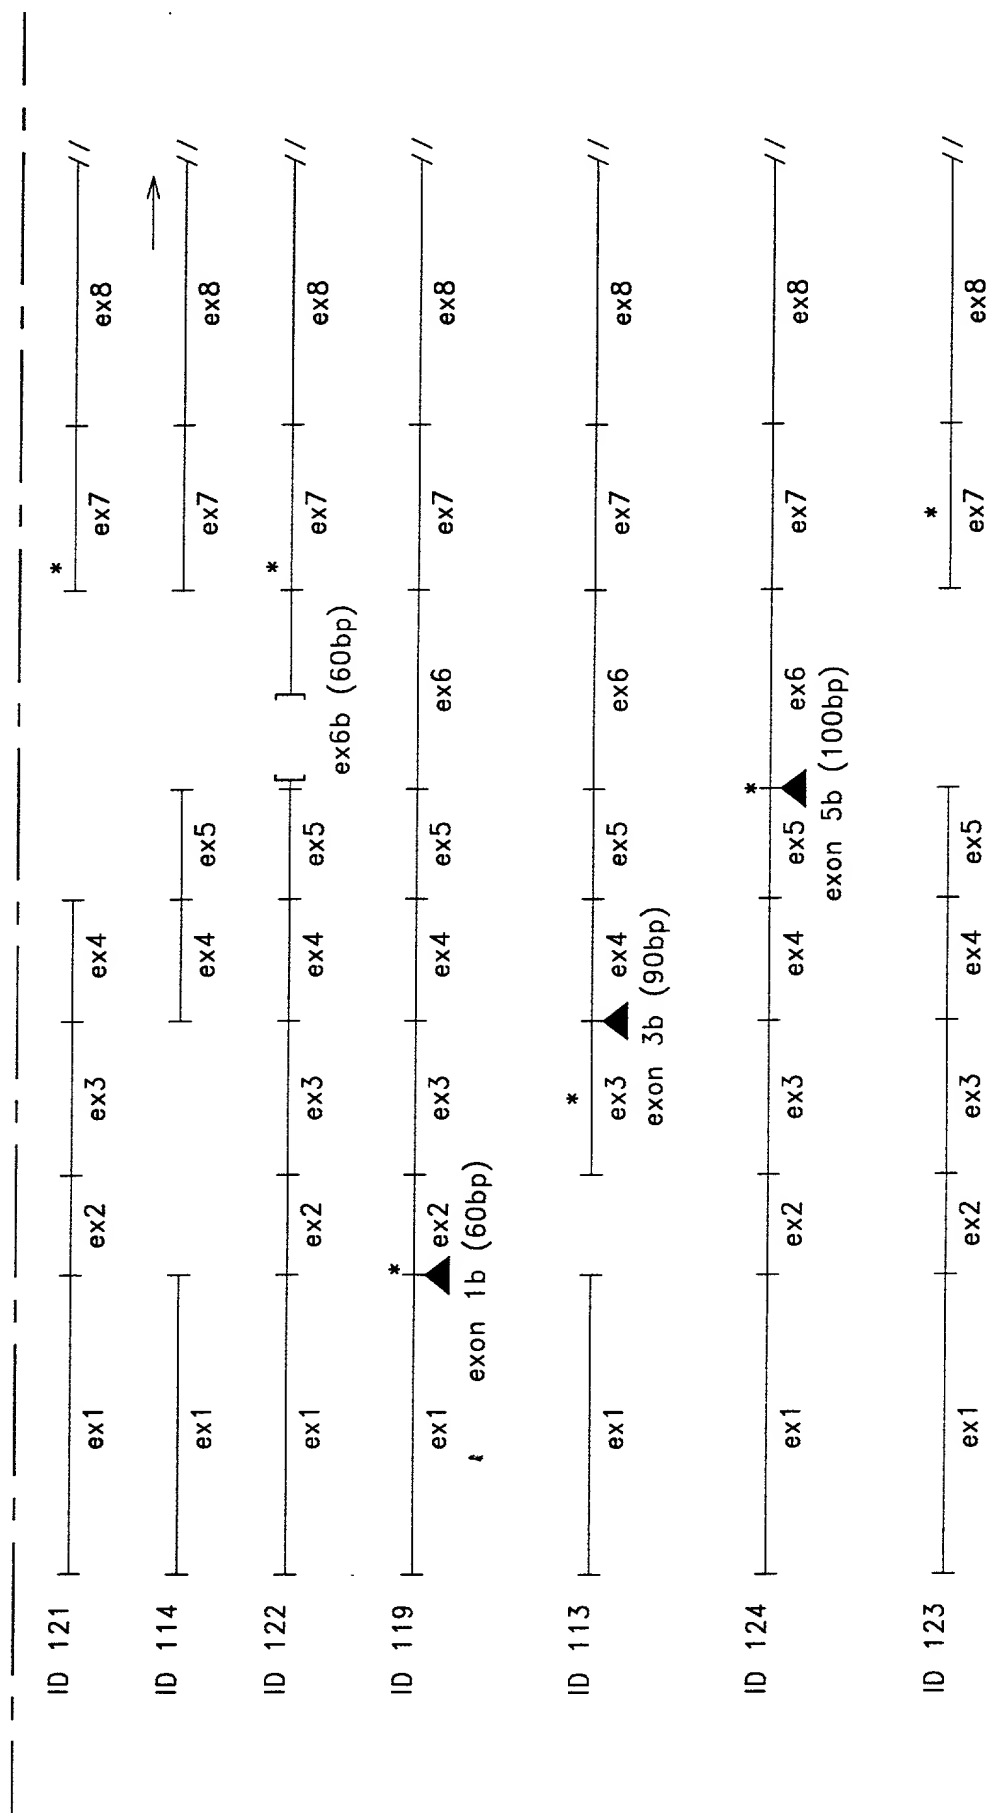 ID 121
*
ex1 ex2 ex3 ex4 ex7 ex8
//
ID 114
ex1 ex4 ex5 ex7 ex8
//
ID 122
*
ex1 ex2 ex3 ex4 ex5 ex7 ex8
//
ex6b (60bp)
ID 119
*
ex1 ex2 ex3 ex4 ex5 ex6 ex7 ex8
//
exon 1b (60bp)
ID 113
*
ex1 ex3 ex4 ex5 ex6 ex7 ex8
//
exon 3b (90bp)
ID 124
*
ex1 ex2 ex3 ex4 ex5 ex6 ex7 ex8
//
exon 5b (100bp)
ID 123
*
ex1 ex2 ex3 ex4 ex5 ex7 ex8
//